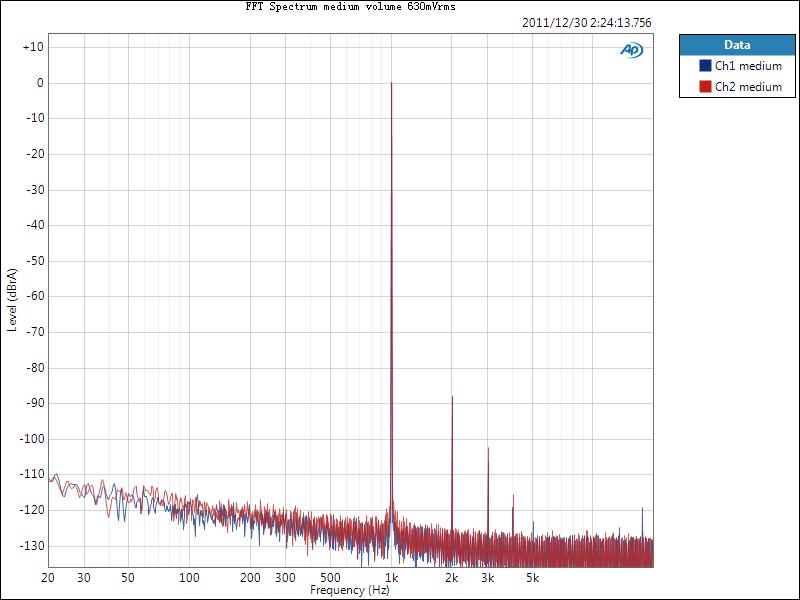 FFT Spectrum medium volume 630mVrms
2011/12/30 2:24:13.756
AP
Data
Ch1 medium
Ch2 medium
+10
0
-10
-20
-30
-40
-50
-60
-70
-80
-90
-100
-110
-120
-130
Level (dBrA)
20 30 50 100 200 300 500 1k 2k 3k 5k
Frequency (Hz)